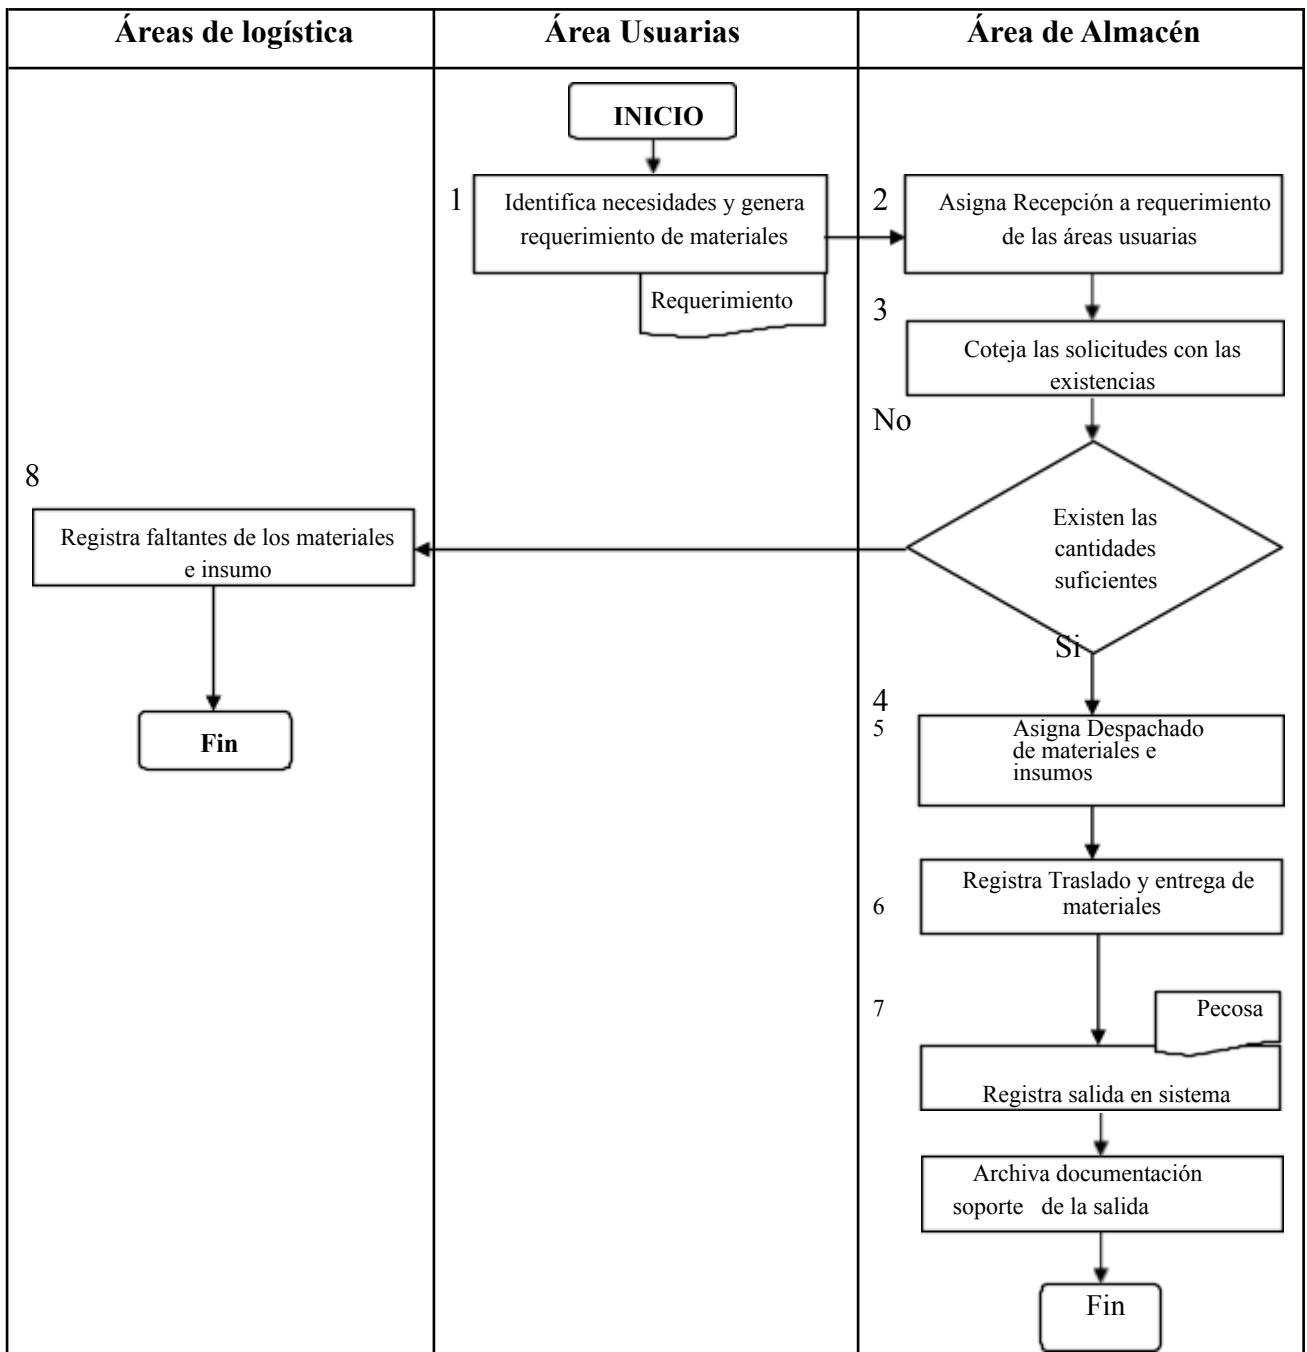 Áreas de logística
Área Usuarias
Área de Almacén
INICIO
1
Identifica necesidades y genera
requerimiento de materiales
Requerimiento
2
Asigna Recepción a requerimiento
de las áreas usuarias
3
Coteja las solicitudes con las
existencias
No
Existen las
cantidades
suficientes
Si
8
Registra faltantes de los materiales
e insumo
Fin
4
5
Asigna Despachado
de materiales e
insumos
Registra Traslado y entrega de
materiales
6
7
Pecosa
Registra salida en sistema
Archiva documentación
soporte de la salida
Fin